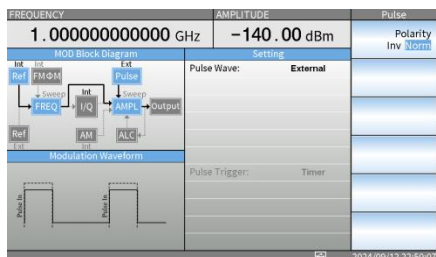 FREQUENCY
AMPLITUDE
Pulse
1.000000000000 GHz
-140.00 dBm
Polarity
Inv Norm
MOD Block Diagram
Setting
Int
Ext
Ref
FMΦM
Pulse
Pulse Wave: External
Sweep
Int
Sweep
FREQ
I/Q
AMPL
Output
Ref
AM
ALC
Ext
Int
Modulation Waveform
Pulse Trigger: Timer
Pulse In
Pulse In